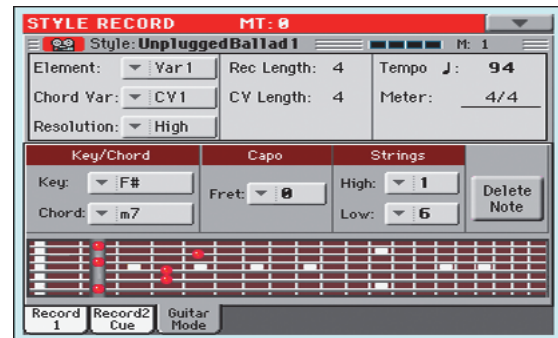 STYLE RECORD MT: 0
Style: UnpluggedBallad1 M: 1
Element: Var1 Rec Length: 4 Tempo ♩: 94
Chord Var: CV1 CV Length: 4 Meter: 4/4
Resolution: High
Key/Chord Capo Strings
Key: F# Fret: 0 High: 1 Delete Note
Chord: m7 Low: 6
Record 1 Record2 Cue Guitar Mode